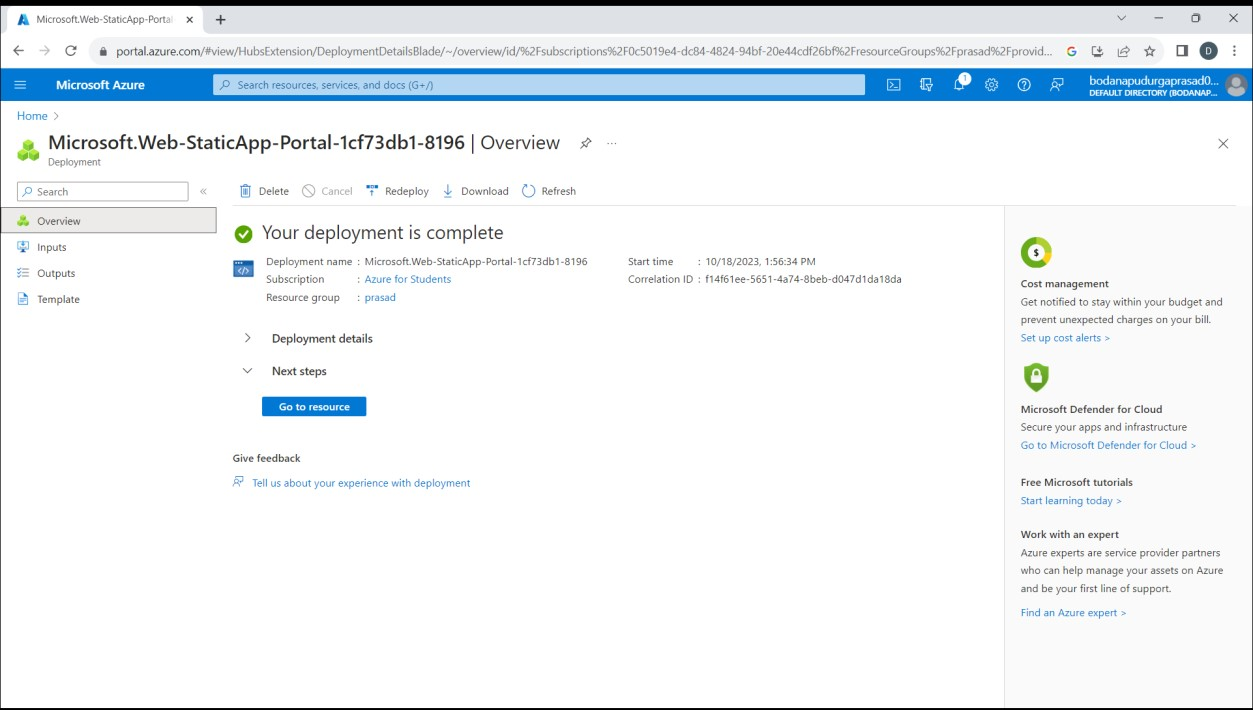 Microsoft.Web-StaticApp-Portal
portal.azure.com/#view/HubsExtension/DeploymentDetailsBlade/~/overview/id/%2Fsubscriptions%2F0c5019e4-dc84-4824-94bf-20e44cdf26bf%2FresourceGroups%2Fprasad%2Fprovid...
G
D
Microsoft Azure
Search resources, services, and docs (G+/)
1
bodanapudurgaprasad0...
DEFAULT DIRECTORY (BODANAP...
Home >
Microsoft.Web-StaticApp-Portal-1cf73db1-8196 | Overview
...
Deployment
Search
«
Delete
Cancel
Redeploy
Download
Refresh
Overview
Inputs
Outputs
Template
Your deployment is complete
Deployment name : Microsoft.Web-StaticApp-Portal-1cf73db1-8196
Subscription : Azure for Students
Resource group : prasad
Start time : 10/18/2023, 1:56:34 PM
Correlation ID : f14f61ee-5651-4a74-8beb-d047d1da18da
Deployment details
Next steps
Go to resource
Give feedback
Tell us about your experience with deployment
$
Cost management
Get notified to stay within your budget and
prevent unexpected charges on your bill.
Set up cost alerts >
Microsoft Defender for Cloud
Secure your apps and infrastructure
Go to Microsoft Defender for Cloud >
Free Microsoft tutorials
Start learning today >
Work with an expert
Azure experts are service provider partners
who can help manage your assets on Azure
and be your first line of support.
Find an Azure expert >